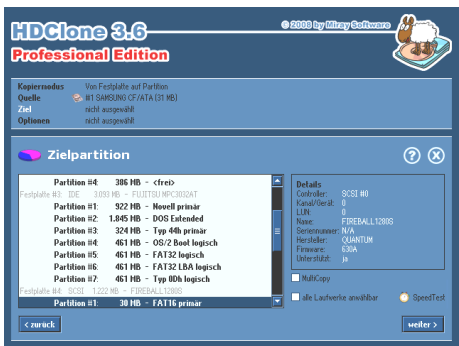 HDClone 3.6
© 2008 by Miray Software
Professional Edition
Kopiermodus Von Festplatte auf Partition
Quelle #1 SAMSUNG CF/ATA (31 MB)
Ziel nicht ausgewählt
Optionen nicht ausgewählt
Zielpartition
Partition #4: 386 MB - <frei>
Festplatte #3: IDE 3.093 MB - FUJITSU MPC3032AT
Partition #1: 922 MB - Novell primär
Partition #2: 1.845 MB - DOS Extended
Partition #3: 324 MB - Typ 44h primär
Partition #4: 461 MB - OS/2 Boot logisch
Partition #5: 461 MB - FAT32 logisch
Partition #6: 461 MB - FAT32 LBA logisch
Partition #7: 461 MB - Typ 0Dh logisch
Festplatte #4: SCSI 1.222 MB - FIREBALL1280S
Partition #1: 30 MB - FAT16 primär
Details
Controller: SCSI #0
Kanal/Gerät: 0
LUN: 0
Name: FIREBALL1280S
Seriennummer: N/A
Hersteller: QUANTUM
Firmware: 630A
Unterstützt: ja
MultiCopy
alle Laufwerke anwählbar
SpeedTest
< zurück
weiter >